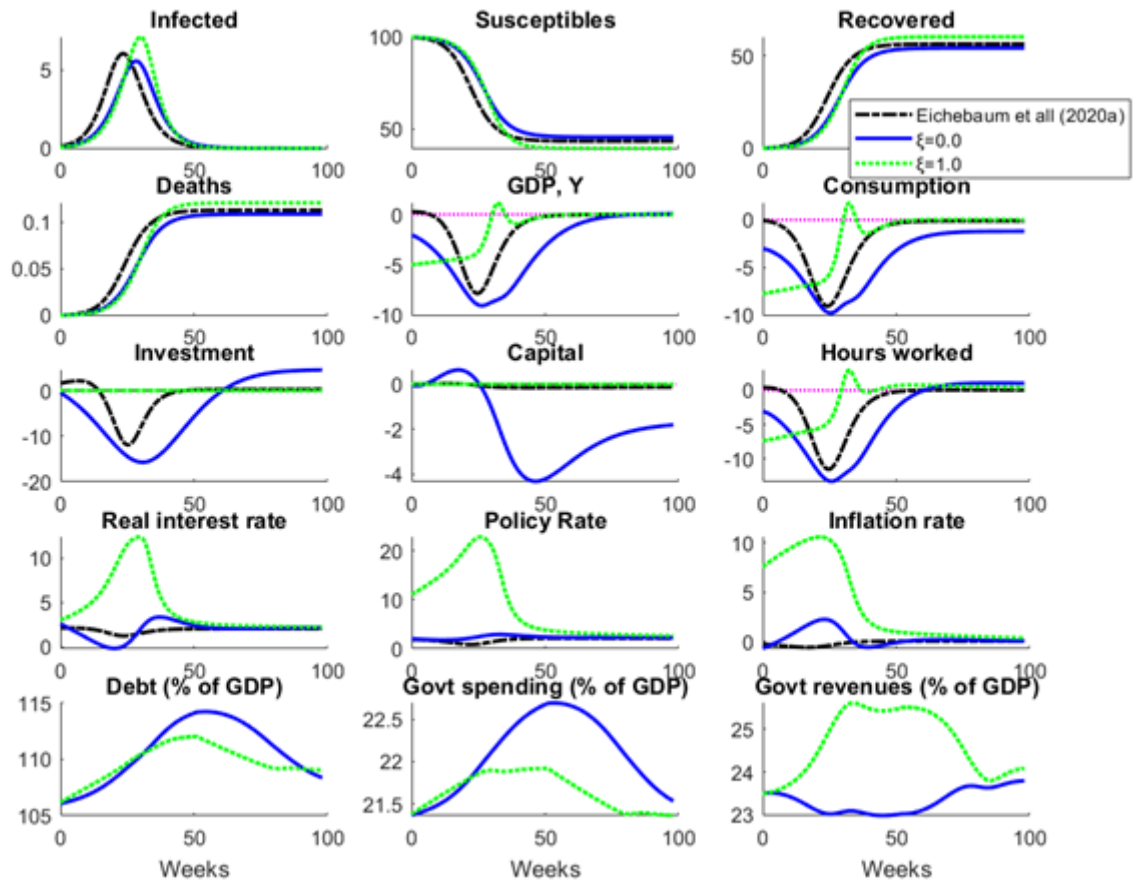 Infected
Susceptibles
Recovered
5
0
0 50 100
100
50
0 50 100
50
0
0 50 100
Eichebaum et all (2020a)
ξ=0.0
ξ=1.0
Deaths
GDP, Y
Consumption
0.1
0.05
0
0 50 100
0
-5
-10
0 50 100
0
-5
-10
0 50 100
Investment
Capital
Hours worked
0
-10
-20
0 50 100
0
-2
-4
0 50 100
0
-5
-10
0 50 100
Real interest rate
Policy Rate
Inflation rate
10
5
0
0 50 100
20
10
0
0 50 100
10
5
0
0 50 100
Debt (% of GDP)
Govt spending (% of GDP)
Govt revenues (% of GDP)
115
110
105
0 50 100
22.5
22
21.5
0 50 100
25
24
23
0 50 100
Weeks
Weeks
Weeks